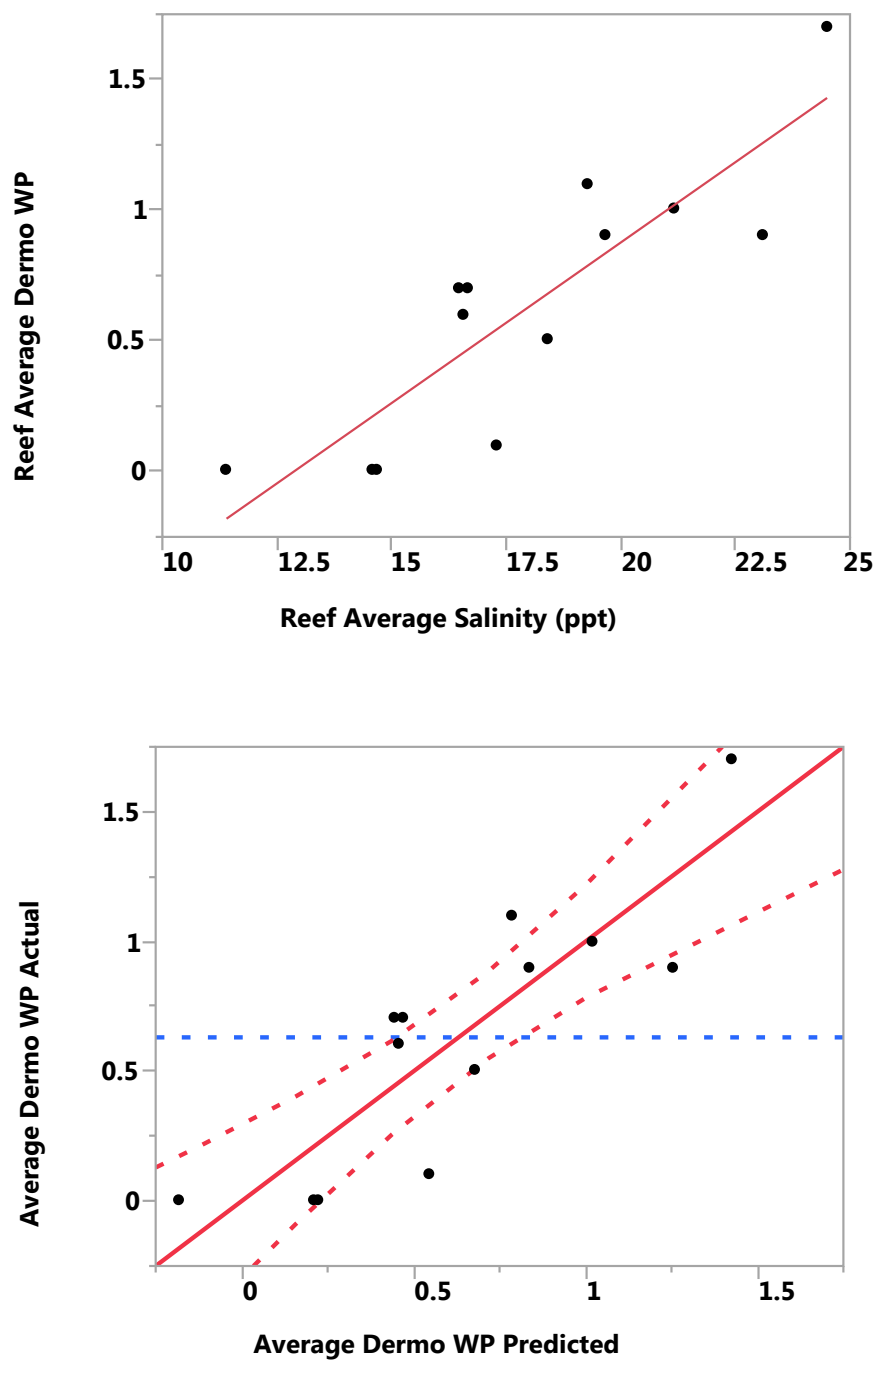 1.5
1
0.5
0
Reef Average Dermo WP
10 12.5 15 17.5 20 22.5 25
Reef Average Salinity (ppt)
1.5
1
0.5
0
Average Dermo WP Actual
0 0.5 1 1.5
Average Dermo WP Predicted